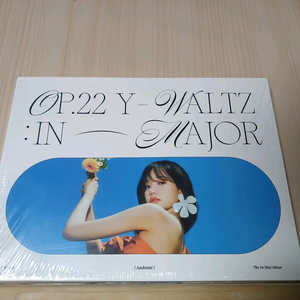 OP.22 Y-WALTZ
:IN — MAJOR
[Andante] The 1st Mini Album